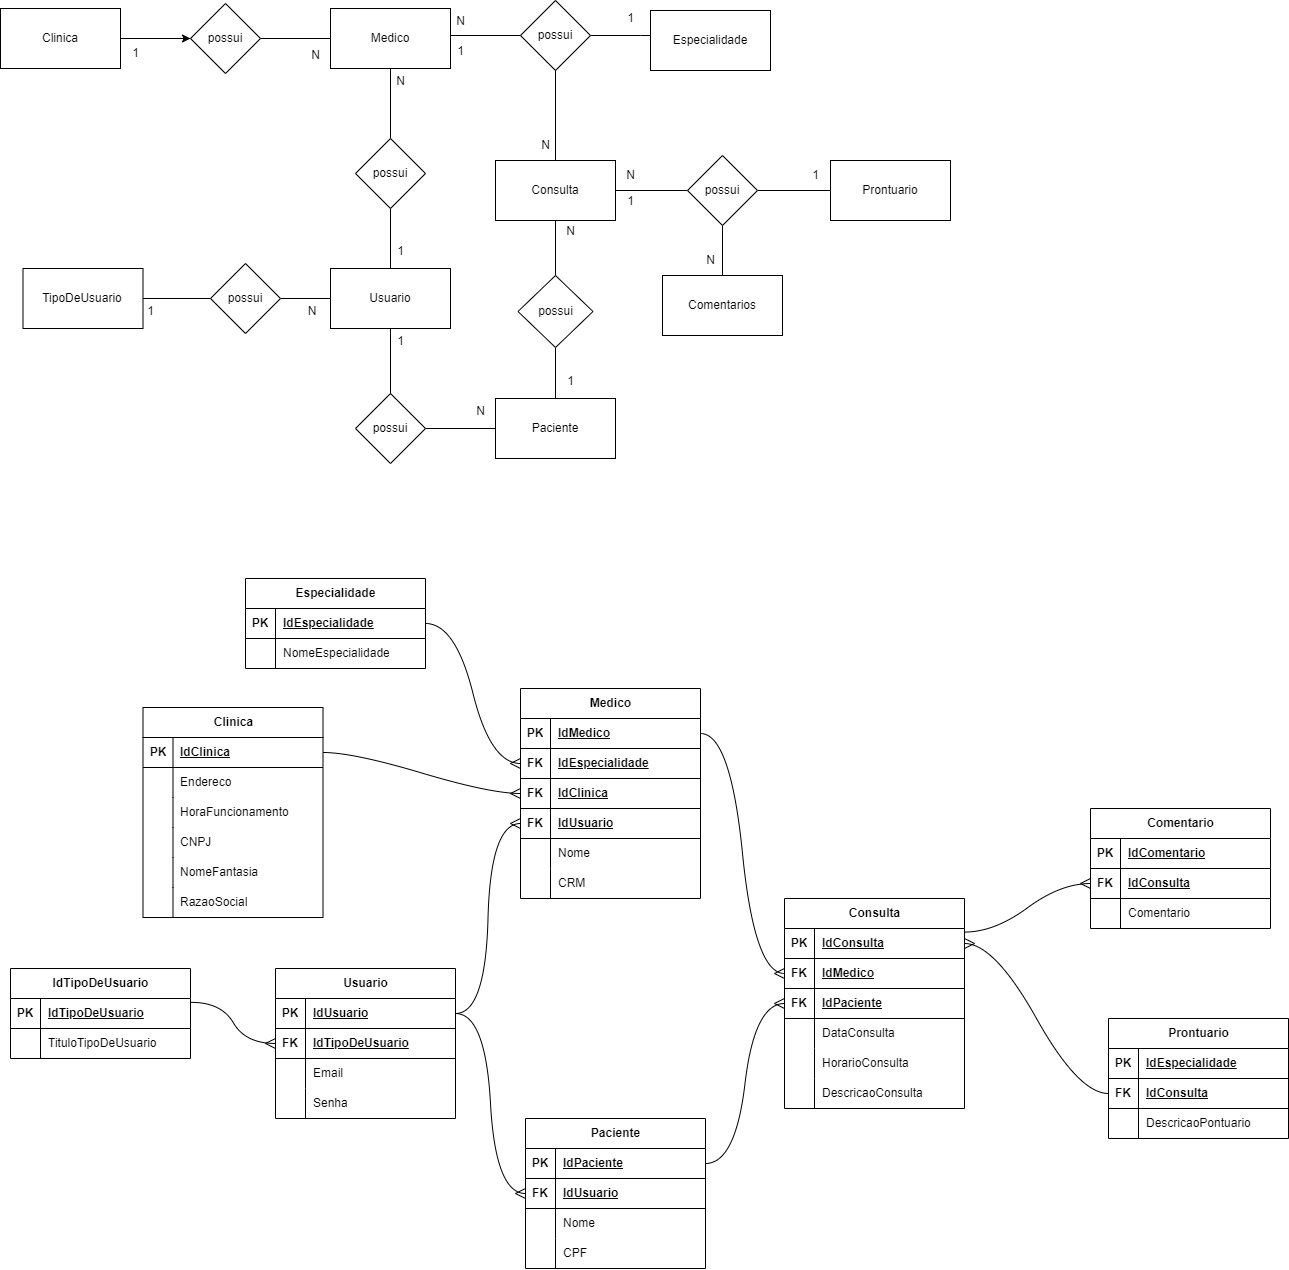 Clinica
1
possui
N
Medico
N
1
possui
1
Especialidade
N
possui
1
N
Consulta
N
1
possui
1
Prontuario
N
Comentarios
TipoDeUsuario
1
possui
N
Usuario
1
possui
N
N
possui
1
Paciente
Especialidade
PK IdEspecialidade
NomeEspecialidade
Clinica
PK IdClinica
Endereco
HoraFuncionamento
CNPJ
NomeFantasia
RazaoSocial
Medico
PK IdMedico
FK IdEspecialidade
FK IdClinica
FK IdUsuario
Nome
CRM
IdTipoDeUsuario
PK IdTipoDeUsuario
TituloTipoDeUsuario
Usuario
PK IdUsuario
FK IdTipoDeUsuario
Email
Senha
Paciente
PK IdPaciente
FK IdUsuario
Nome
CPF
Consulta
PK IdConsulta
FK IdMedico
FK IdPaciente
DataConsulta
HorarioConsulta
DescricaoConsulta
Comentario
PK IdComentario
FK IdConsulta
Comentario
Prontuario
PK IdEspecialidade
FK IdConsulta
DescricaoPontuario